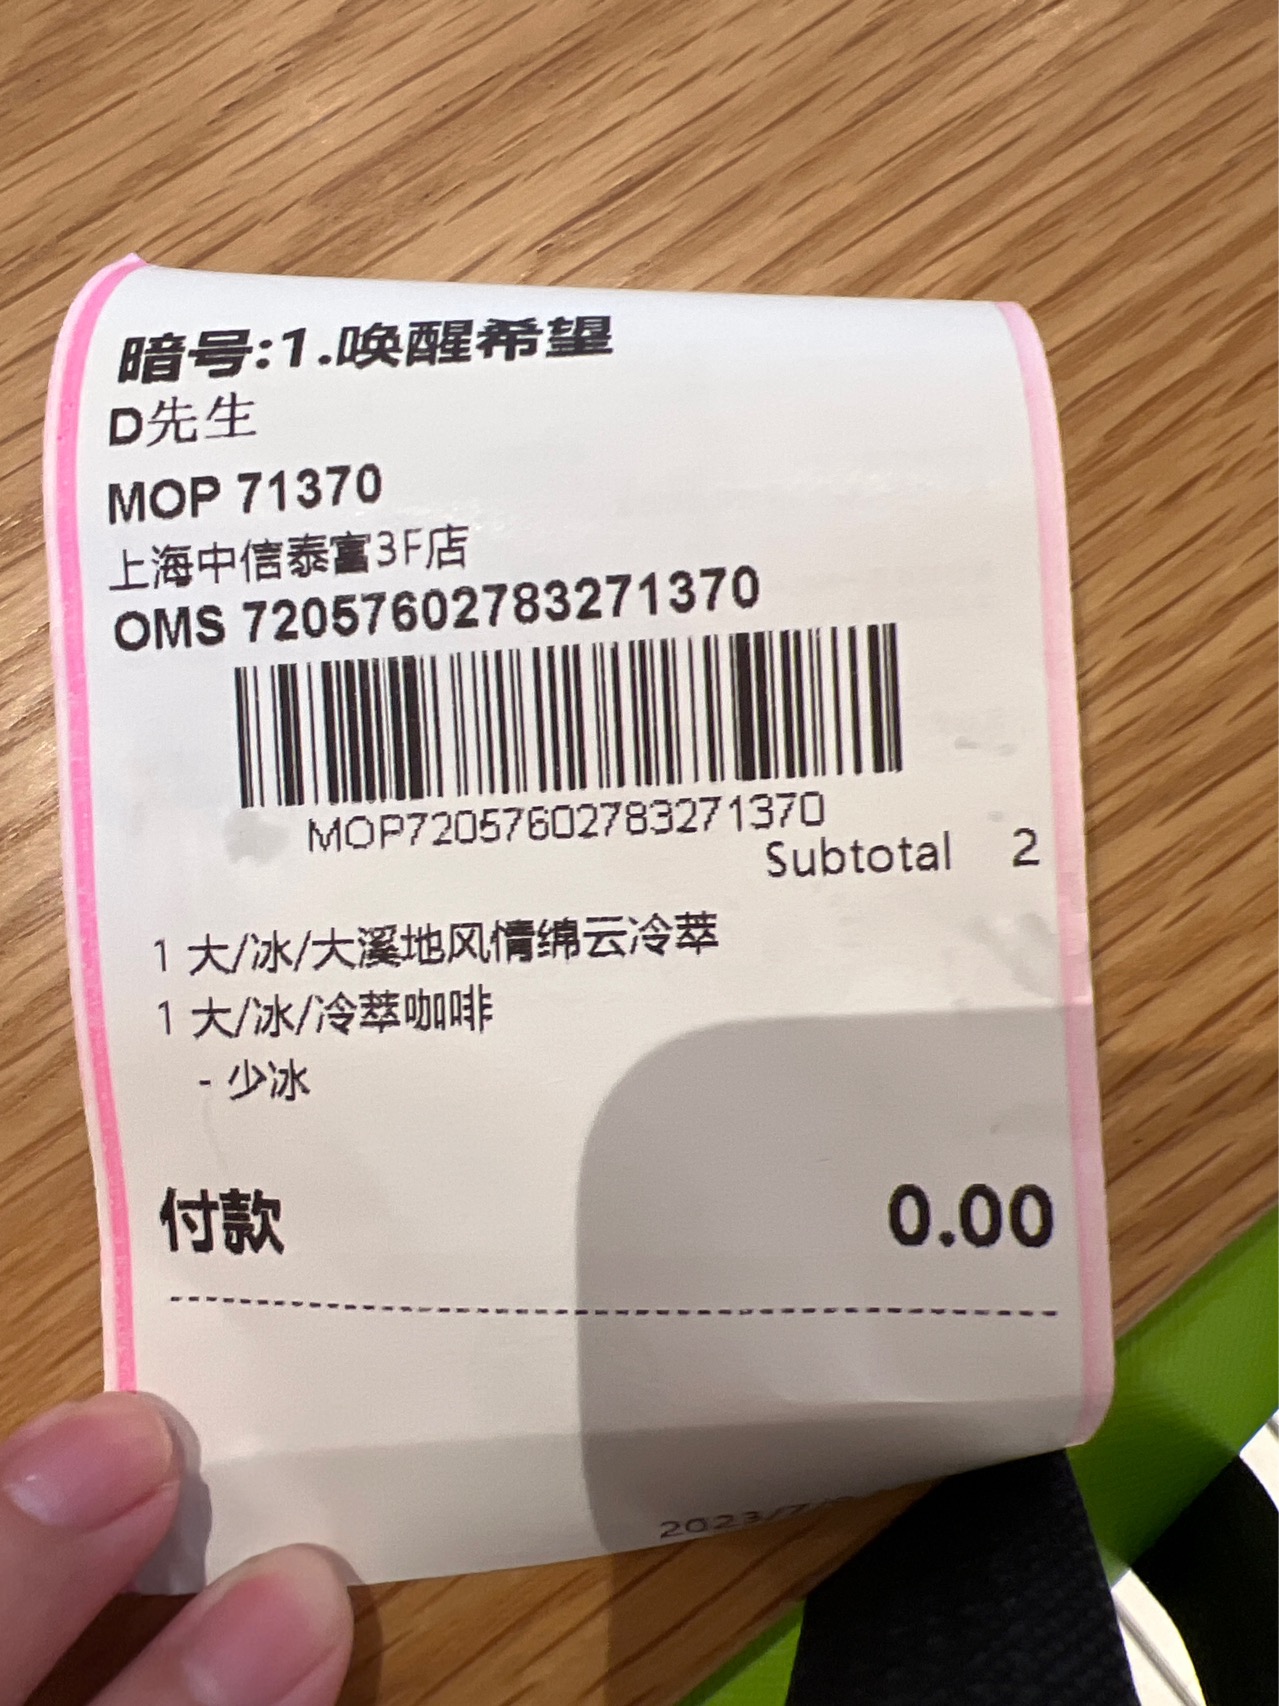 暗号:1.唤醒希望
D先生
MOP 71370
上海中信泰富3F店
OMS 72057602783271370
MOP72057602783271370
Subtotal 2
1 大/冰/大溪地风情绵云冷萃
1 大/冰/冷萃咖啡
- 少冰
付款 0.00
2023/7/